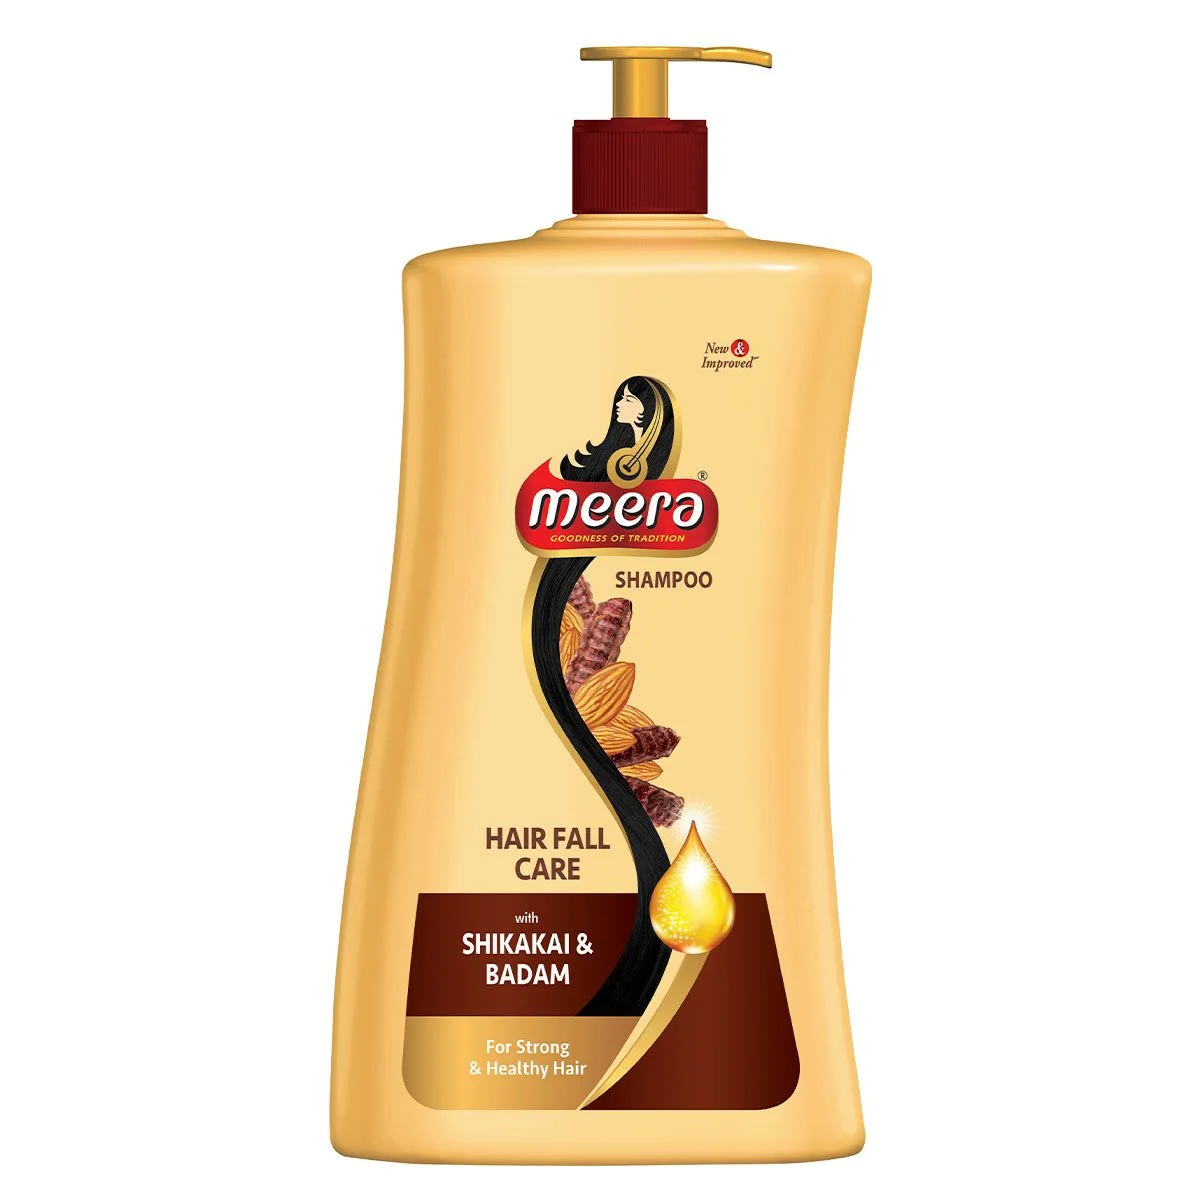 New &
Improved~
meera®
GOODNESS OF TRADITION
SHAMPOO
HAIR FALL
CARE
with
SHIKAKAI &
BADAM
For Strong
& Healthy Hair